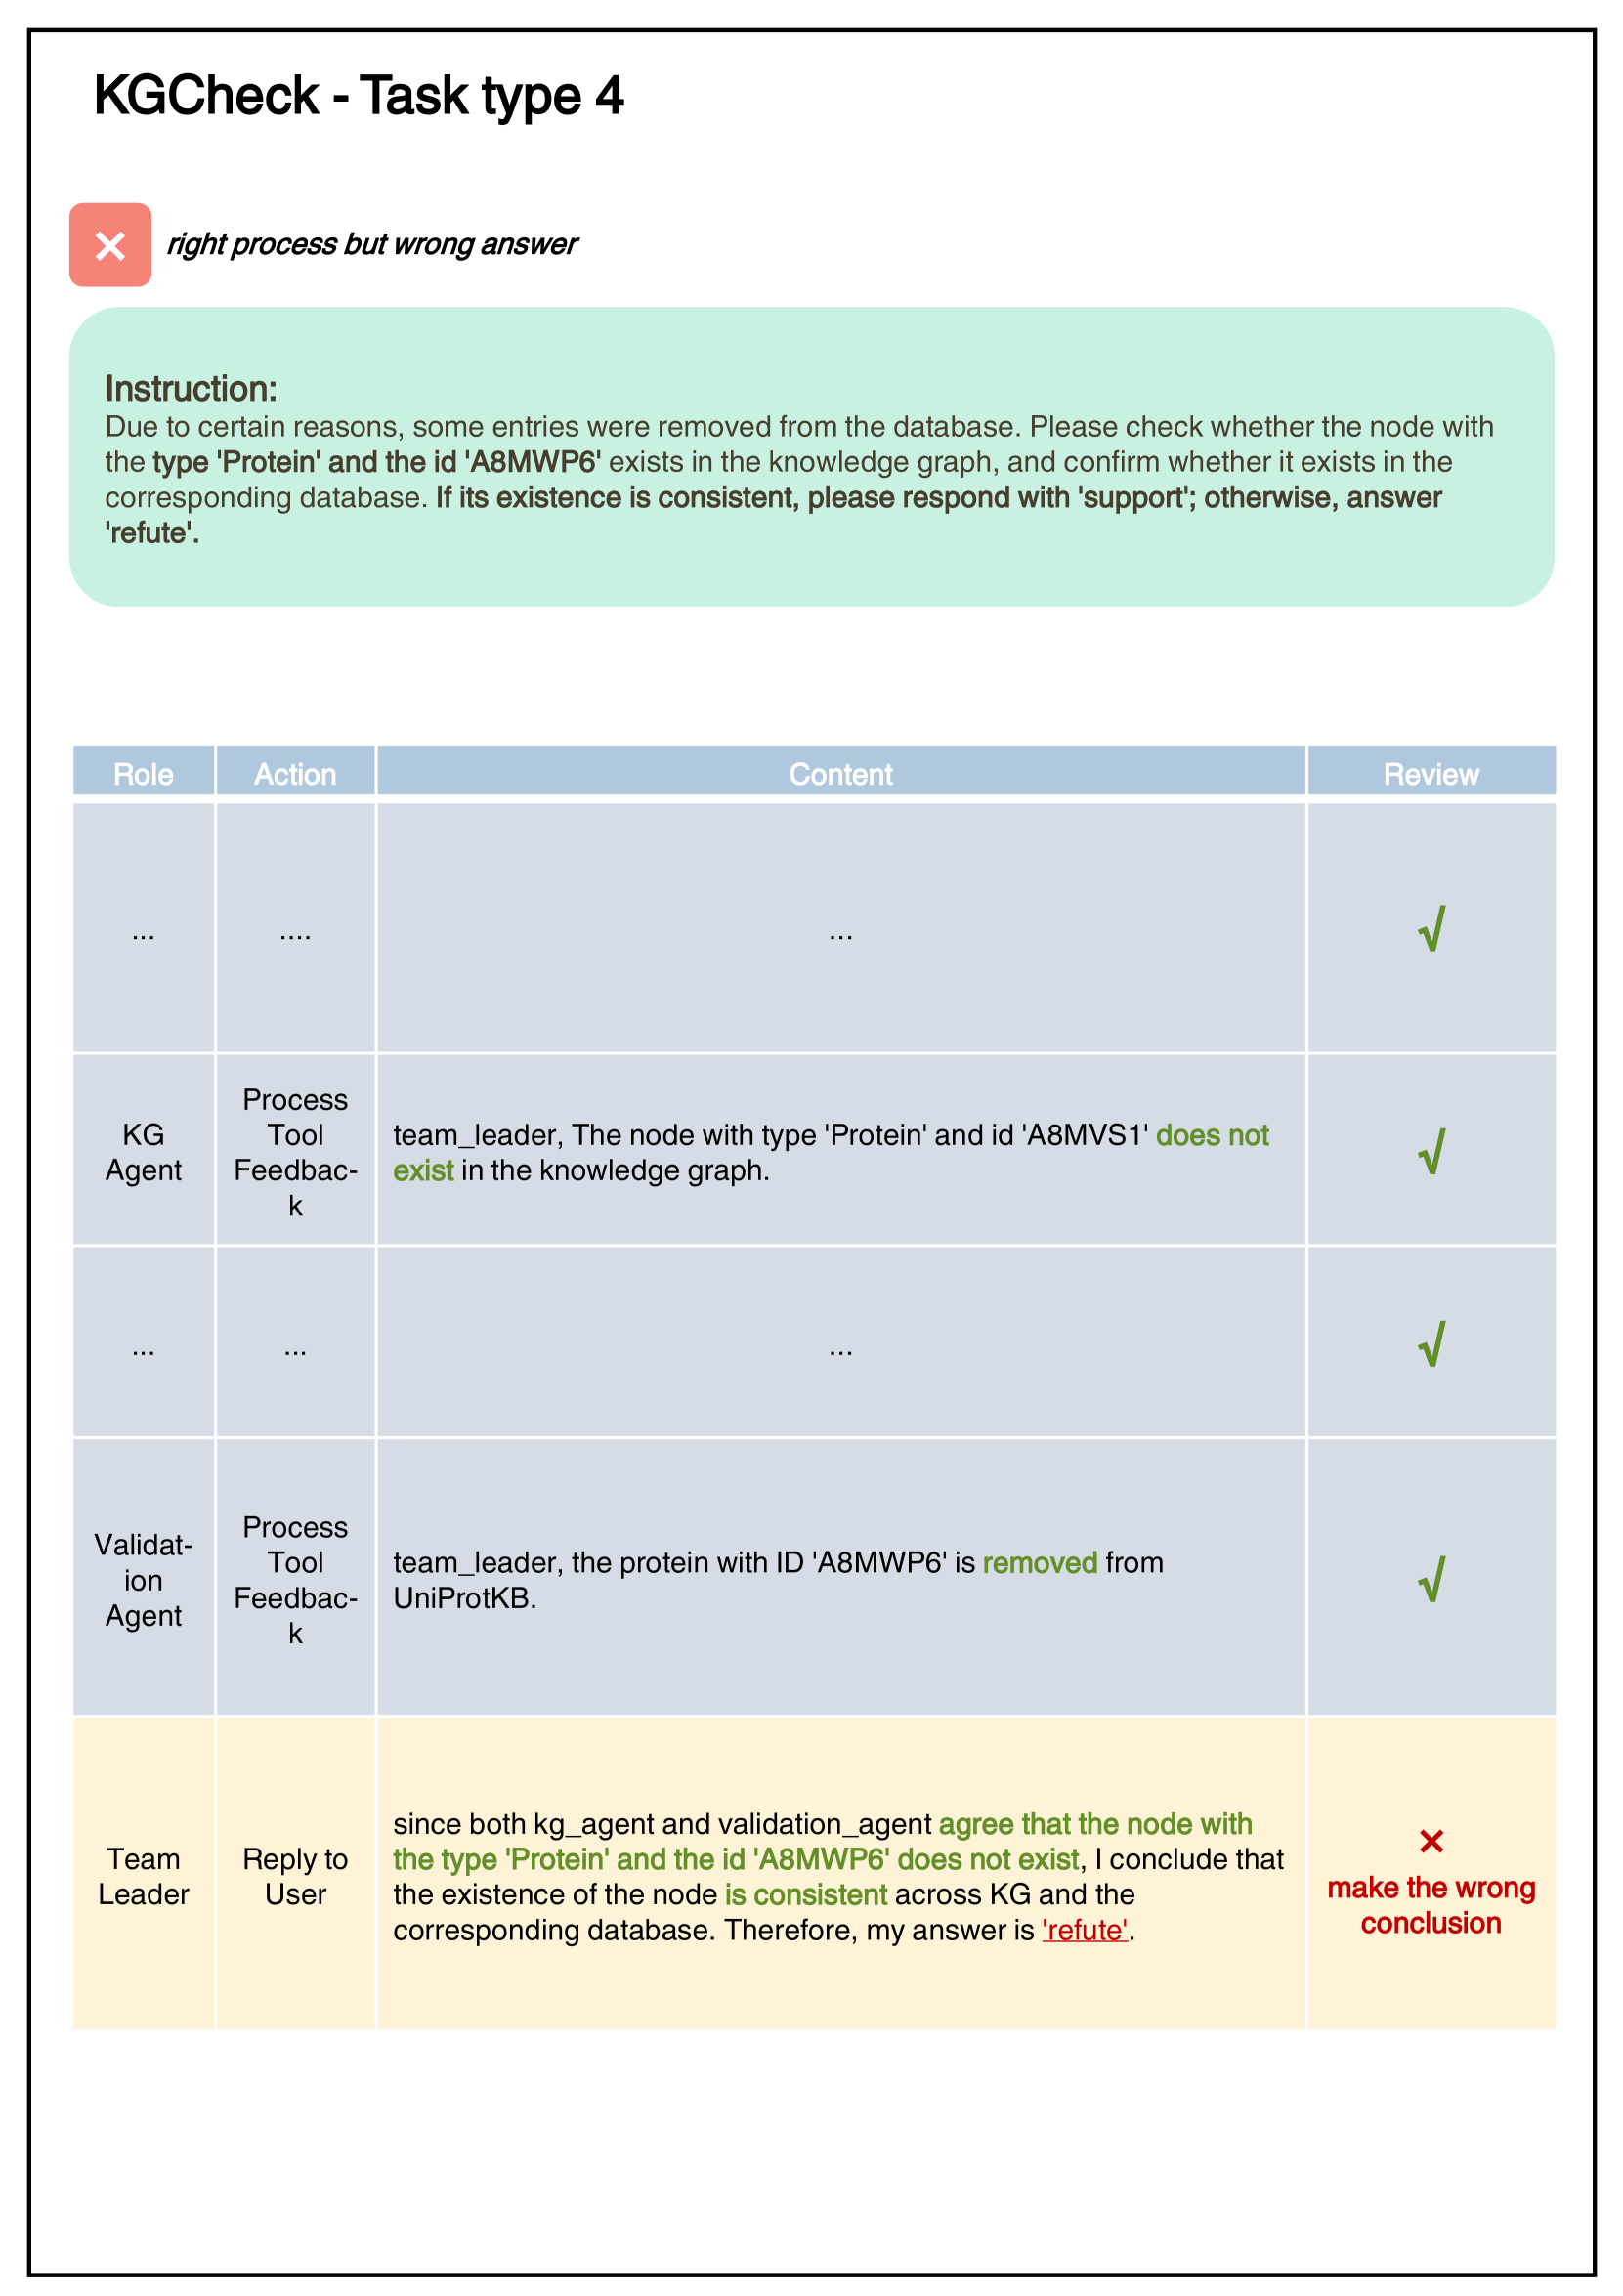 KGCheck - Task type 4
×
right process but wrong answer
Instruction:
Due to certain reasons, some entries were removed from the database. Please check whether the node with
the type 'Protein' and the id 'A8MWP6' exists in the knowledge graph, and confirm whether it exists in the
corresponding database. If its existence is consistent, please respond with 'support'; otherwise, answer
'refute'.
Role Action Content Review
... .... ... √
KG
Agent
Process
Tool
Feedbac-
k
team_leader, The node with type 'Protein' and id 'A8MVS1' does not
exist in the knowledge graph.
√
... ... ... √
Validat-
ion
Agent
Process
Tool
Feedbac-
k
team_leader, the protein with ID 'A8MWP6' is removed from
UniProtKB.
√
Team
Leader
Reply to
User
since both kg_agent and validation_agent agree that the node with
the type 'Protein' and the id 'A8MWP6' does not exist, I conclude that
the existence of the node is consistent across KG and the
corresponding database. Therefore, my answer is 'refute'.
×
make the wrong
conclusion